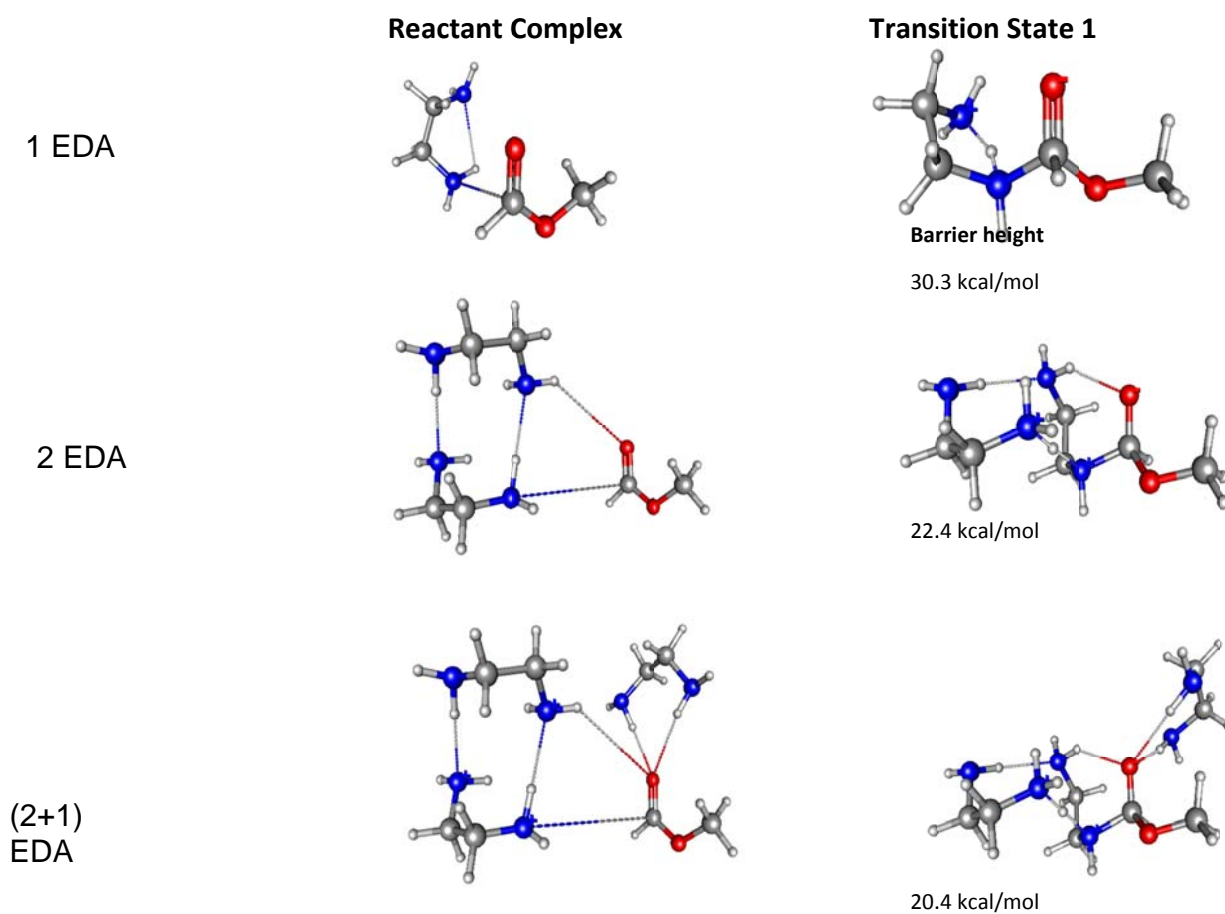 Reactant Complex
Transition State 1
1 EDA
Barrier height
30.3 kcal/mol
2 EDA
22.4 kcal/mol
(2+1)
EDA
20.4 kcal/mol